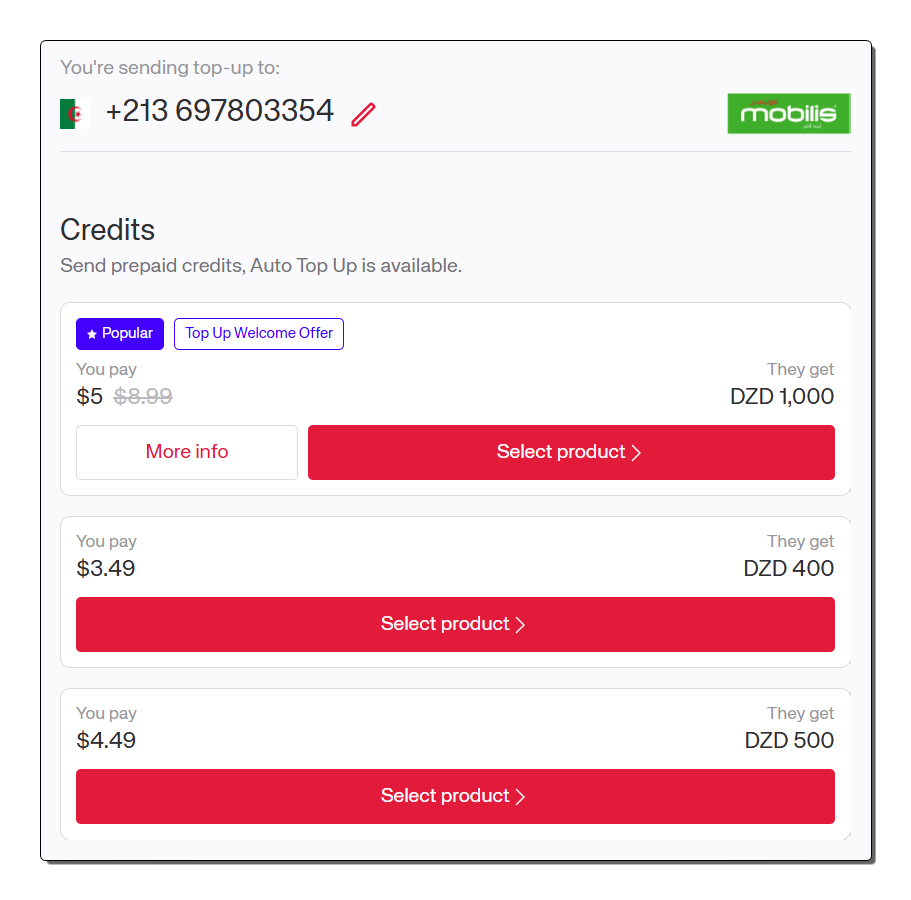 You're sending top-up to:
+213 697803354
mobilis
Credits
Send prepaid credits, Auto Top Up is available.
Popular
Top Up Welcome Offer
You pay
They get
$5 $8.99
DZD 1,000
More info
Select product
You pay
They get
$3.49
DZD 400
Select product
You pay
They get
$4.49
DZD 500
Select product